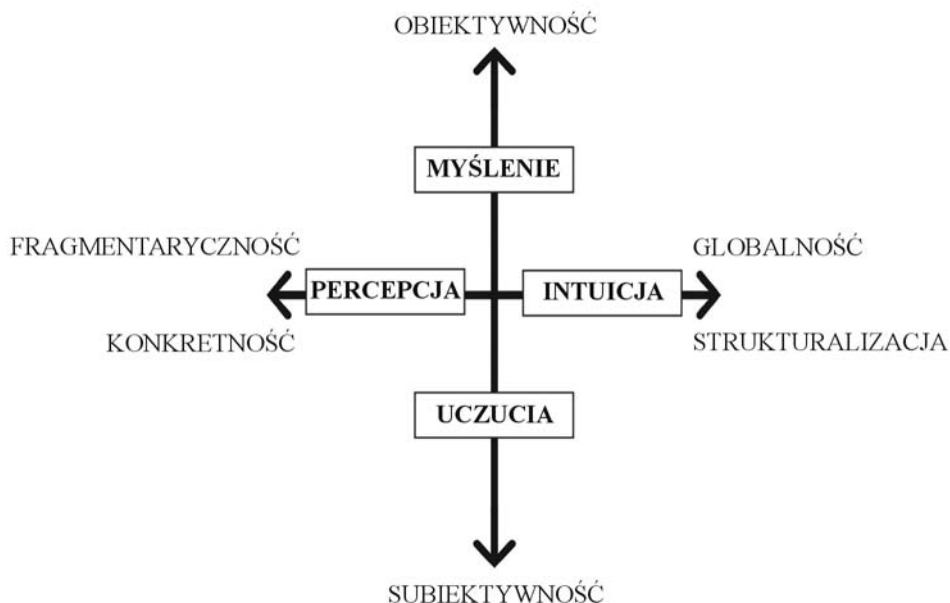 OBIEKTYWNOŚĆ
MYŚLENIE
FRAGMENTARYCZNOŚĆ
GLOBALNOŚĆ
PERCEPCJA
INTUICJA
KONKRETNOŚĆ
STRUKTURALIZACJA
UCZUCIA
SUBIEKTYWNOŚĆ